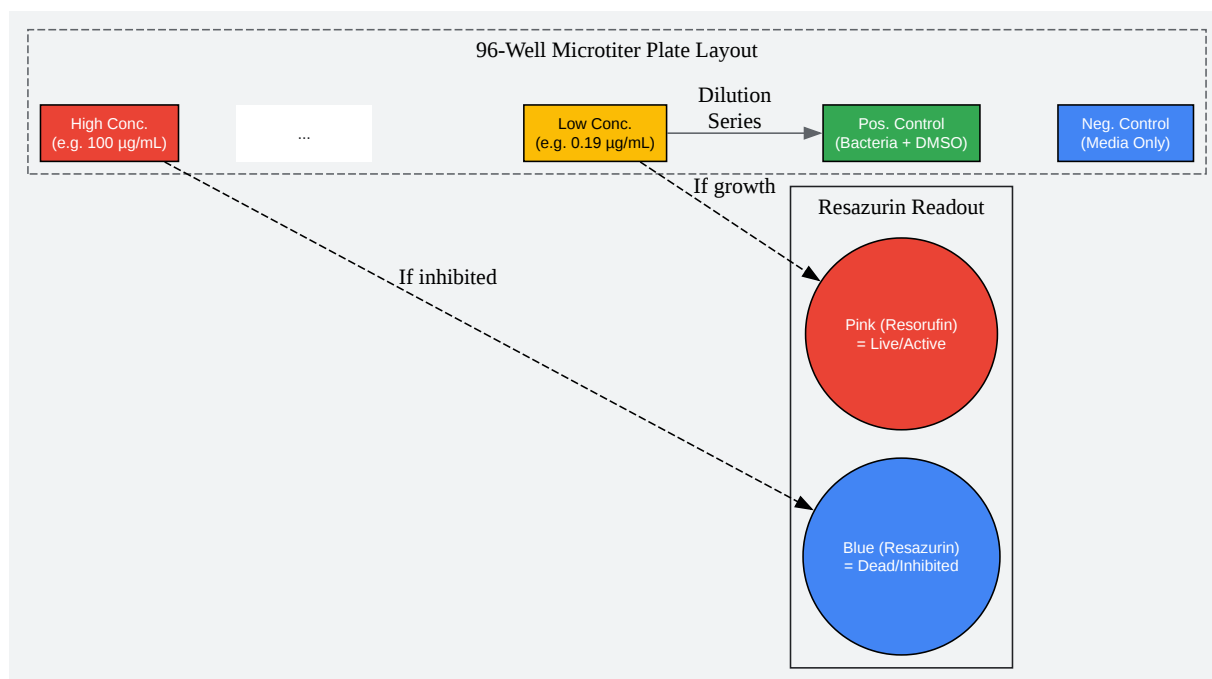 96-Well Microtiter Plate Layout
High Conc.
(e.g. 100 µg/mL)
...
Low Conc.
(e.g. 0.19 µg/mL)
Dilution
Series
Pos. Control
(Bacteria + DMSO)
Neg. Control
(Media Only)
If growth
Resazurin Readout
If inhibited
Pink (Resorufin)
= Live/Active
Blue (Resazurin)
= Dead/Inhibited